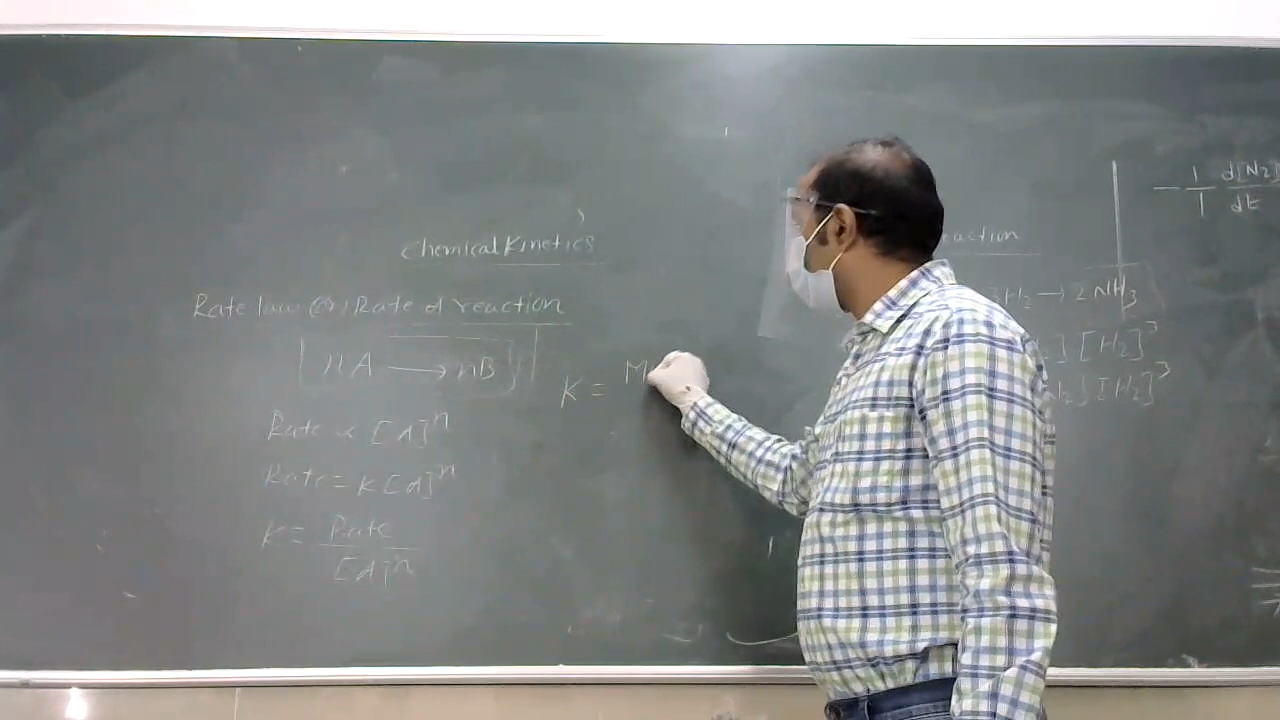 Chemical Kinetics
Rate law (or) Rate of reaction
nA → nB
Rate ∝ [A]ⁿ
Rate = K[A]ⁿ
K = Rate
[A]ⁿ
K = M
3H₂ → 2NH₃
] [H₂]³
] [H₂]³
- 1/1 d[N₂]/dt